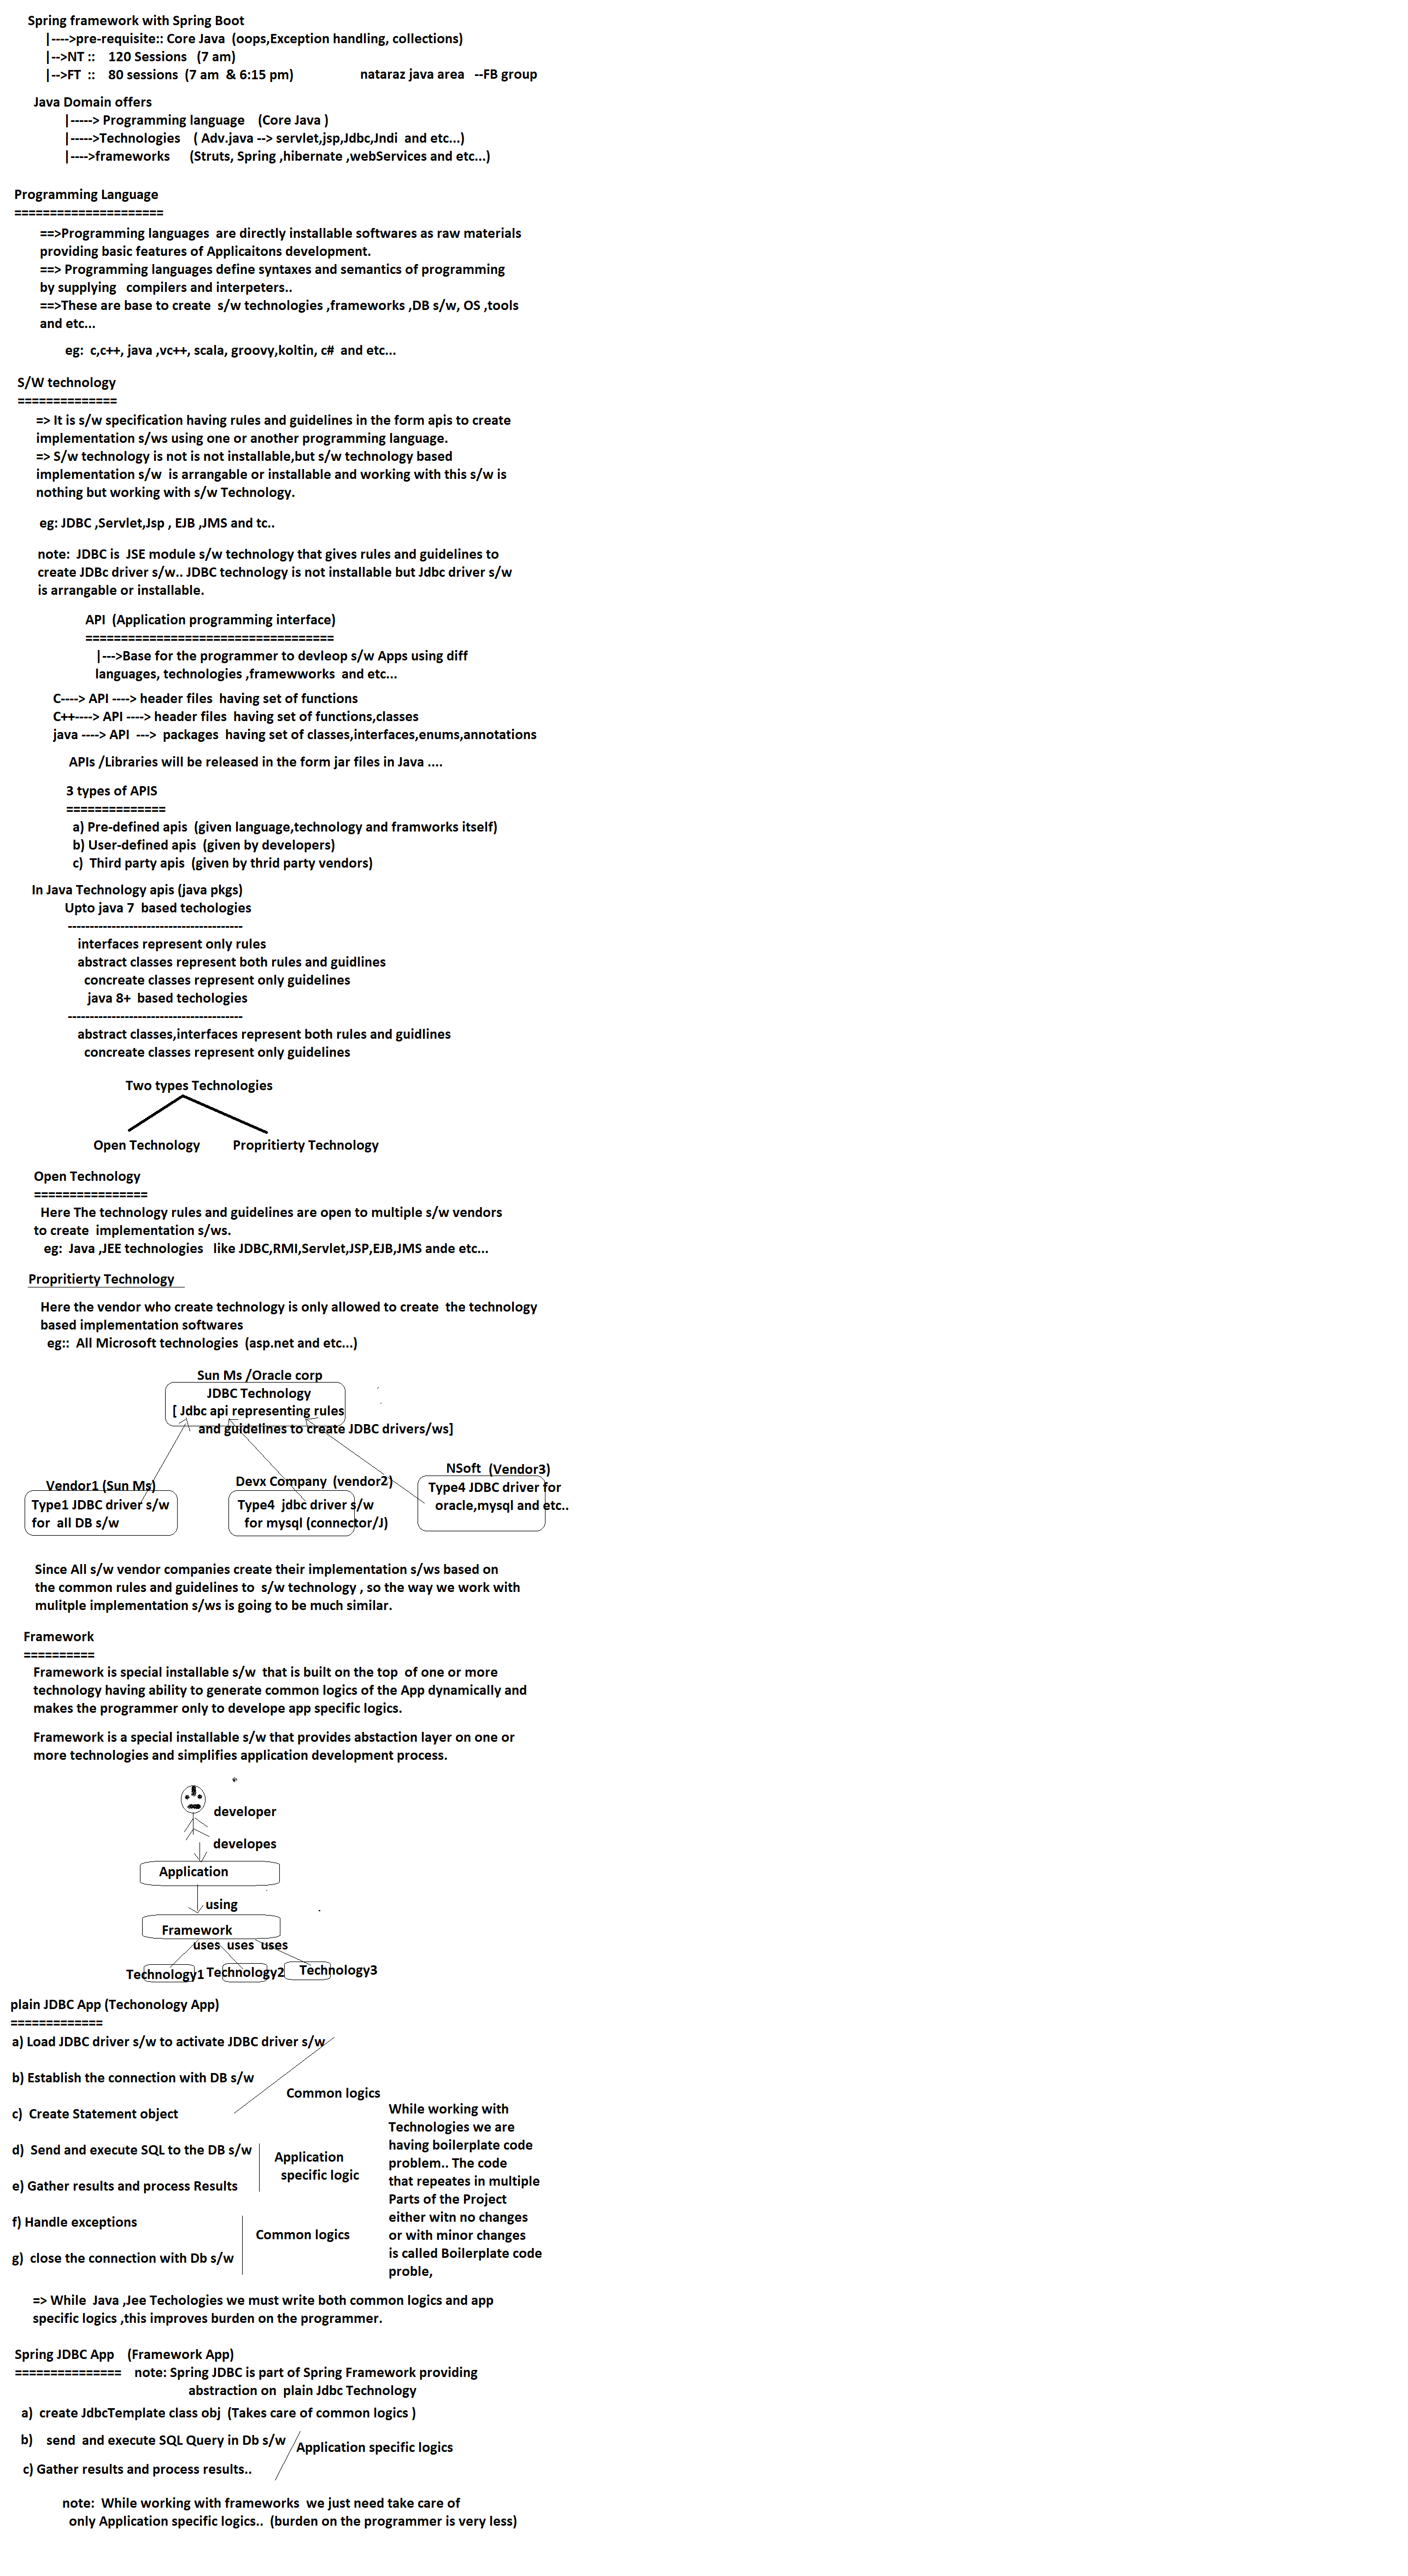 Spring framework with Spring Boot
|---->pre-requisite:: Core Java (oops,Exception handling, collections)
|-->NT :: 120 Sessions (7 am)
|-->FT :: 80 sessions (7 am & 6:15 pm) nataraz java area --FB group
Java Domain offers
|-----> Programming language (Core Java )
|----->Technologies ( Adv.java --> servlet,jsp,Jdbc,Jndi and etc...)
|---->frameworks (Struts, Spring ,hibernate ,webServices and etc...)
Programming Language
=====================
==>Programming languages are directly installable softwares as raw materials
providing basic features of Applicaitons development.
==> Programming languages define syntaxes and semantics of programming
by supplying compilers and interpeters..
==>These are base to create s/w technologies ,frameworks ,DB s/w, OS ,tools
and etc...
eg: c,c++, java ,vc++, scala, groovy,koltin, c# and etc...
S/W technology
==============
=> It is s/w specification having rules and guidelines in the form apis to create
implementation s/ws using one or another programming language.
=> S/w technology is not is not installable,but s/w technology based
implementation s/w is arrangable or installable and working with this s/w is
nothing but working with s/w Technology.
eg: JDBC ,Servlet,Jsp , EJB ,JMS and tc..
note: JDBC is JSE module s/w technology that gives rules and guidelines to
create JDBc driver s/w.. JDBC technology is not installable but Jdbc driver s/w
is arrangable or installable.
API (Application programming interface)
===================================
|--->Base for the programmer to devleop s/w Apps using diff
languages, technologies ,framewworks and etc...
C----> API ----> header files having set of functions
C++----> API ----> header files having set of functions,classes
java ----> API ---> packages having set of classes,interfaces,enums,annotations
APIs /Libraries will be released in the form jar files in Java ....
3 types of APIS
==============
a) Pre-defined apis (given language,technology and framworks itself)
b) User-defined apis (given by developers)
c) Third party apis (given by thrid party vendors)
In Java Technology apis (java pkgs)
Upto java 7 based techologies
----------------------------------------
interfaces represent only rules
abstract classes represent both rules and guidlines
concreate classes represent only guidelines
java 8+ based techologies
----------------------------------------
abstract classes,interfaces represent both rules and guidlines
concreate classes represent only guidelines
Two types Technologies
Open Technology Propritierty Technology
Open Technology
================
Here The technology rules and guidelines are open to multiple s/w vendors
to create implementation s/ws.
eg: Java ,JEE technologies like JDBC,RMI,Servlet,JSP,EJB,JMS ande etc...
Propritierty Technology
Here the vendor who create technology is only allowed to create the technology
based implementation softwares
eg:: All Microsoft technologies (asp.net and etc...)
Sun Ms /Oracle corp
JDBC Technology
[ Jdbc api representing rules
and guidelines to create JDBC drivers/ws]
Vendor1 (Sun Ms)
Type1 JDBC driver s/w
for all DB s/w
Devx Company (vendor2)
Type4 jdbc driver s/w
for mysql (connector/J)
NSoft (Vendor3)
Type4 JDBC driver for
oracle,mysql and etc..
Since All s/w vendor companies create their implementation s/ws based on
the common rules and guidelines to s/w technology , so the way we work with
mulitple implementation s/ws is going to be much similar.
Framework
==========
Framework is special installable s/w that is built on the top of one or more
technology having ability to generate common logics of the App dynamically and
makes the programmer only to develope app specific logics.
Framework is a special installable s/w that provides abstaction layer on one or
more technologies and simplifies application development process.
developer
developes
Application
using
Framework
uses uses uses
Technology1 Technology2 Technology3
plain JDBC App (Techonology App)
=============
a) Load JDBC driver s/w to activate JDBC driver s/w
b) Establish the connection with DB s/w
c) Create Statement object
Common logics
d) Send and execute SQL to the DB s/w
e) Gather results and process Results
Application
specific logic
f) Handle exceptions
g) close the connection with Db s/w
Common logics
While working with
Technologies we are
having boilerplate code
problem.. The code
that repeates in multiple
Parts of the Project
either witn no changes
or with minor changes
is called Boilerplate code
proble,
=> While Java ,Jee Techologies we must write both common logics and app
specific logics ,this improves burden on the programmer.
Spring JDBC App (Framework App)
=============== note: Spring JDBC is part of Spring Framework providing
abstraction on plain Jdbc Technology
a) create JdbcTemplate class obj (Takes care of common logics )
b) send and execute SQL Query in Db s/w
Application specific logics
c) Gather results and process results..
note: While working with frameworks we just need take care of
only Application specific logics.. (burden on the programmer is very less)